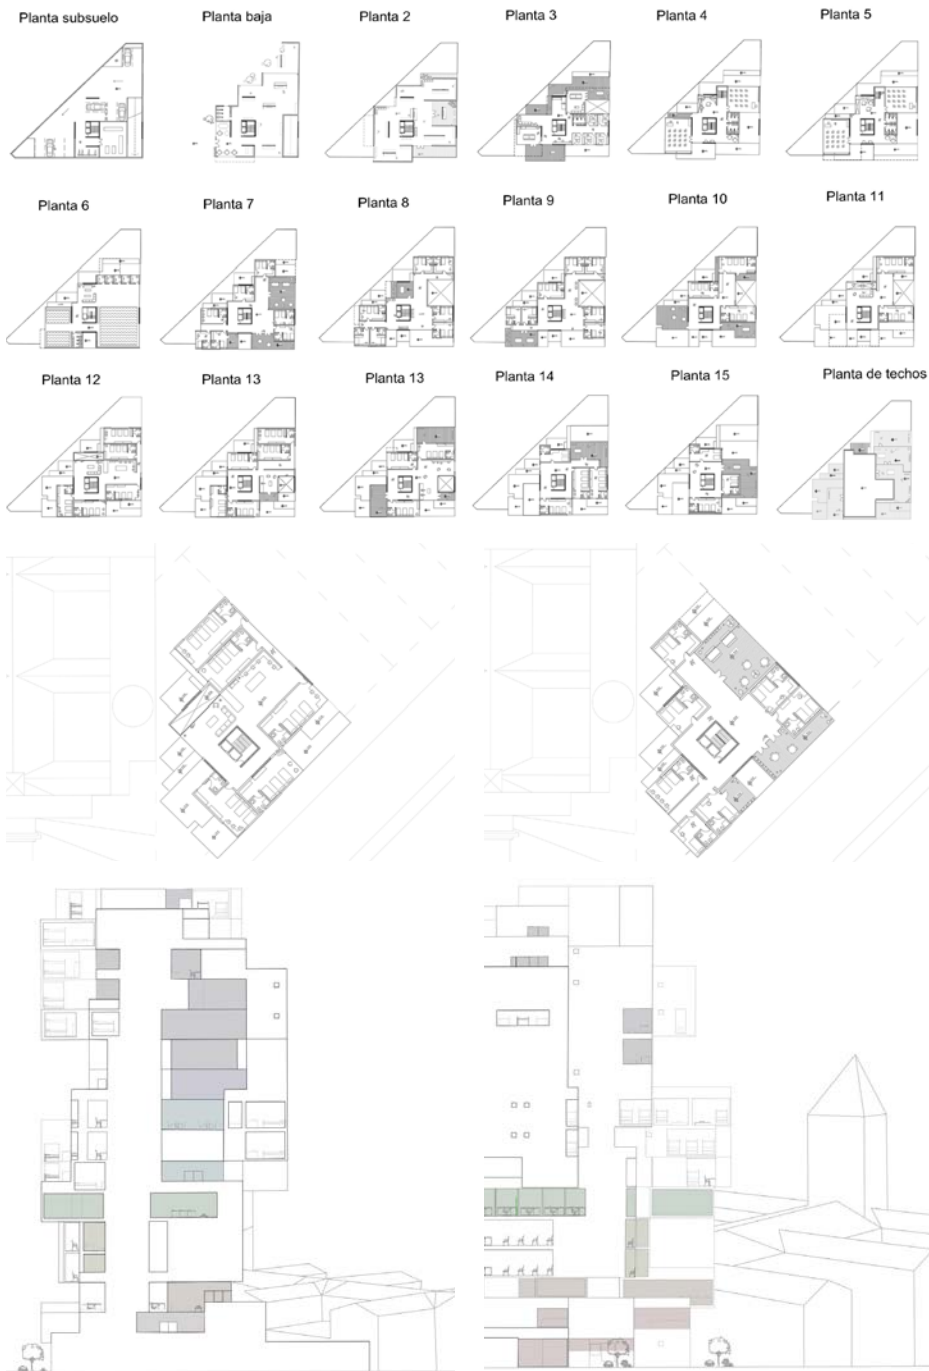 Planta subsuelo
Planta baja
Planta 2
Planta 3
Planta 4
Planta 5
Planta 6
Planta 7
Planta 8
Planta 9
Planta 10
Planta 11
Planta 12
Planta 13
Planta 13
Planta 14
Planta 15
Planta de techos